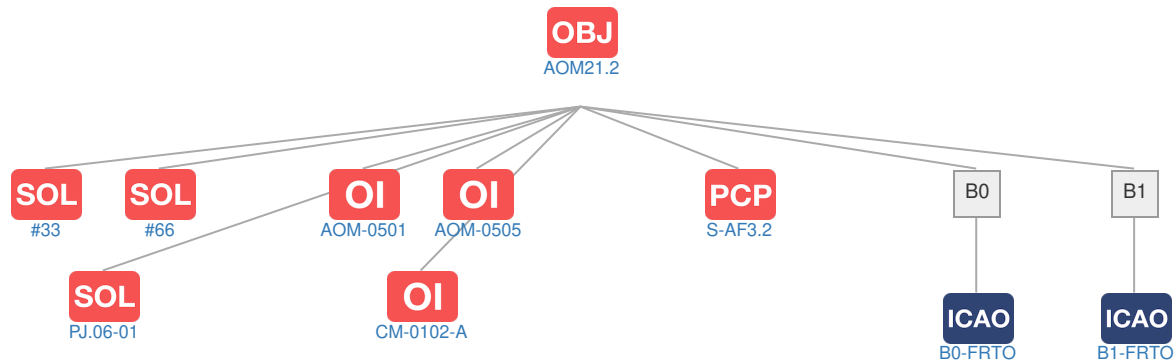 OBJ
AOM21.2
SOL
#33
SOL
#66
OI
AOM-0501
OI
AOM-0505
PCP
S-AF3.2
B0
B1
SOL
PJ.06-01
OI
CM-0102-A
ICAO
B0-FRTO
ICAO
B1-FRTO